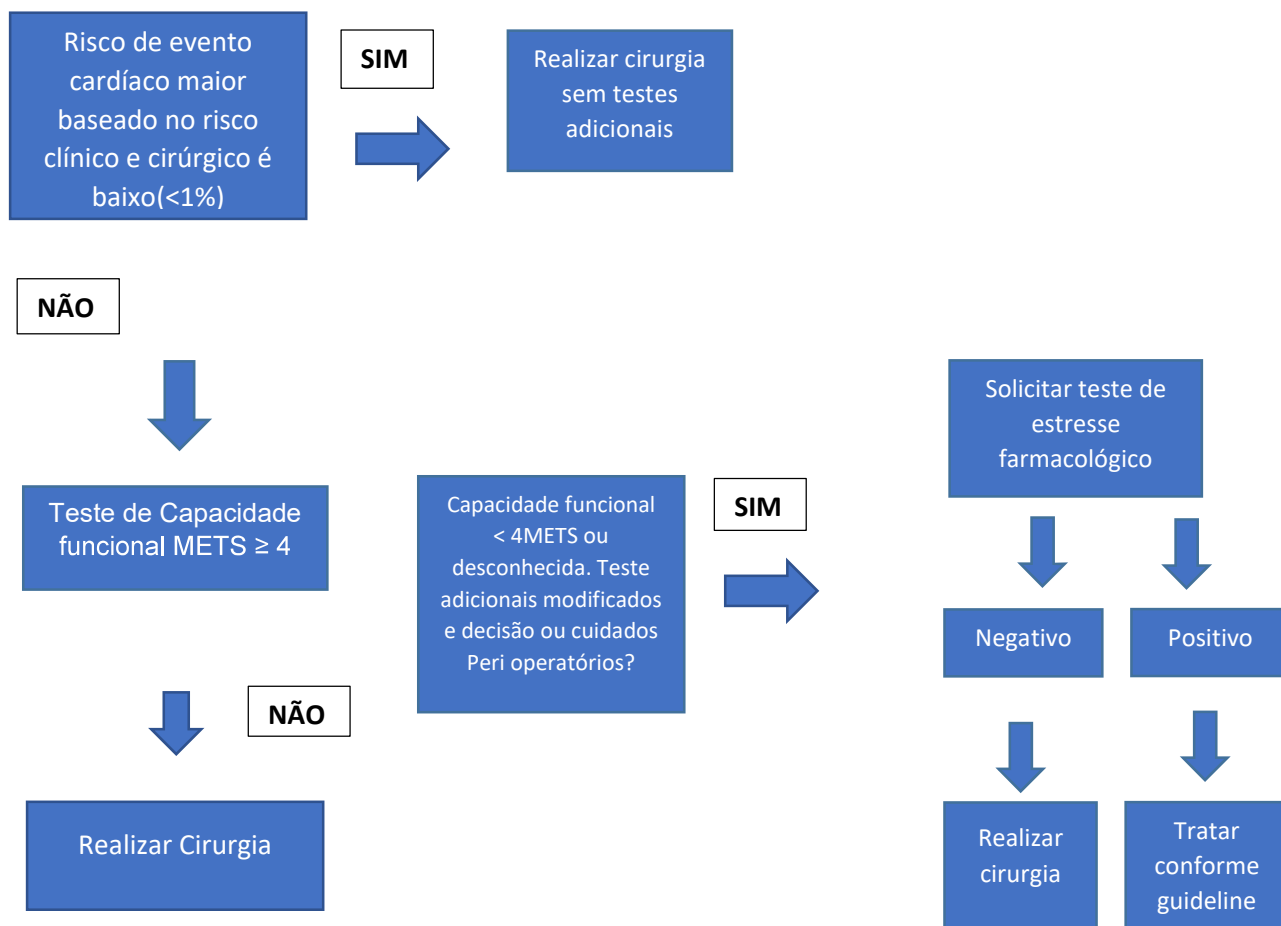 Risco de evento
cardíaco maior
baseado no risco
clínico e cirúrgico é
baixo(<1%)
SIM
Realizar cirurgia
sem testes
adicionais
NÃO
Teste de Capacidade
funcional METS ≥ 4
Capacidade funcional
< 4METS ou
desconhecida. Teste
adicionais modificados
e decisão ou cuidados
Peri operatórios?
SIM
Solicitar teste de
estresse
farmacológico
Negativo
Positivo
NÃO
Realizar Cirurgia
Realizar
cirurgia
Tratar
conforme
guideline